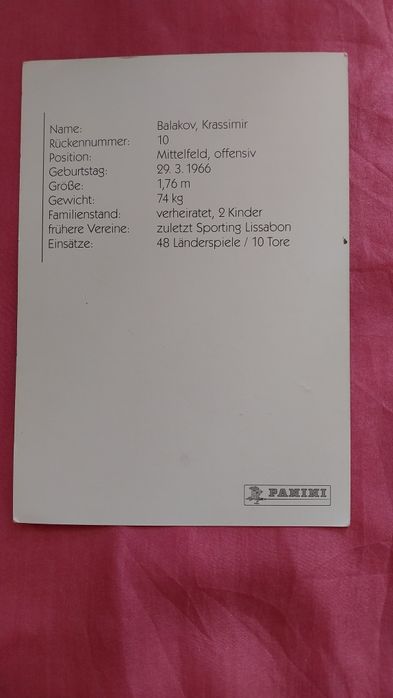 Name: Balakov, Krassimir
Rückennummer: 10
Position: Mittelfeld, offensiv
Geburtstag: 29. 3. 1966
Größe: 1,76 m
Gewicht: 74 kg
Familienstand: verheiratet, 2 Kinder
frühere Vereine: zuletzt Sporting Lissabon
Einsätze: 48 Länderspiele / 10 Tore
PANINI